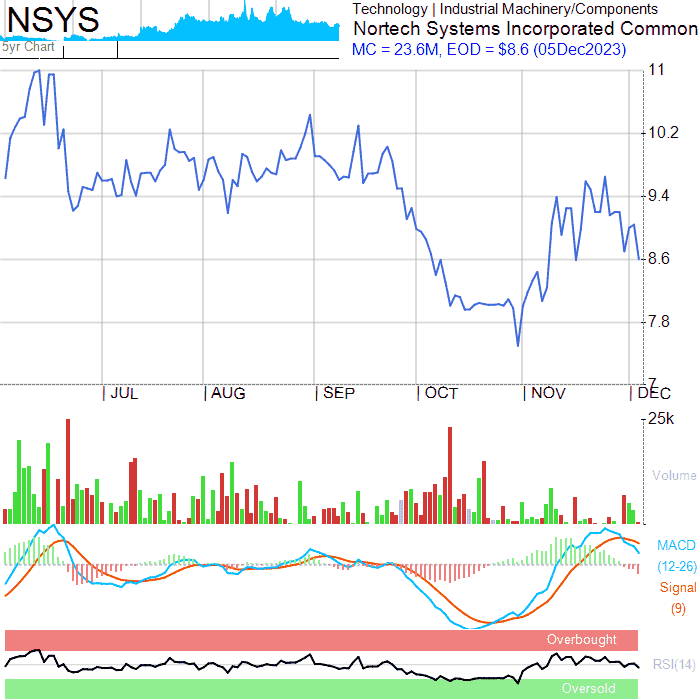 NSYS
Technology | Industrial Machinery/Components
Nortech Systems Incorporated Common
5yr Chart
MC = 23.6M, EOD = $8.6 (05Dec2023)
11
10.2
9.4
8.6
7.8
7
JUL
AUG
SEP
OCT
NOV
DEC
25k
Volume
MACD
(12-26)
Signal
(9)
Overbought
RSI(14)
Oversold